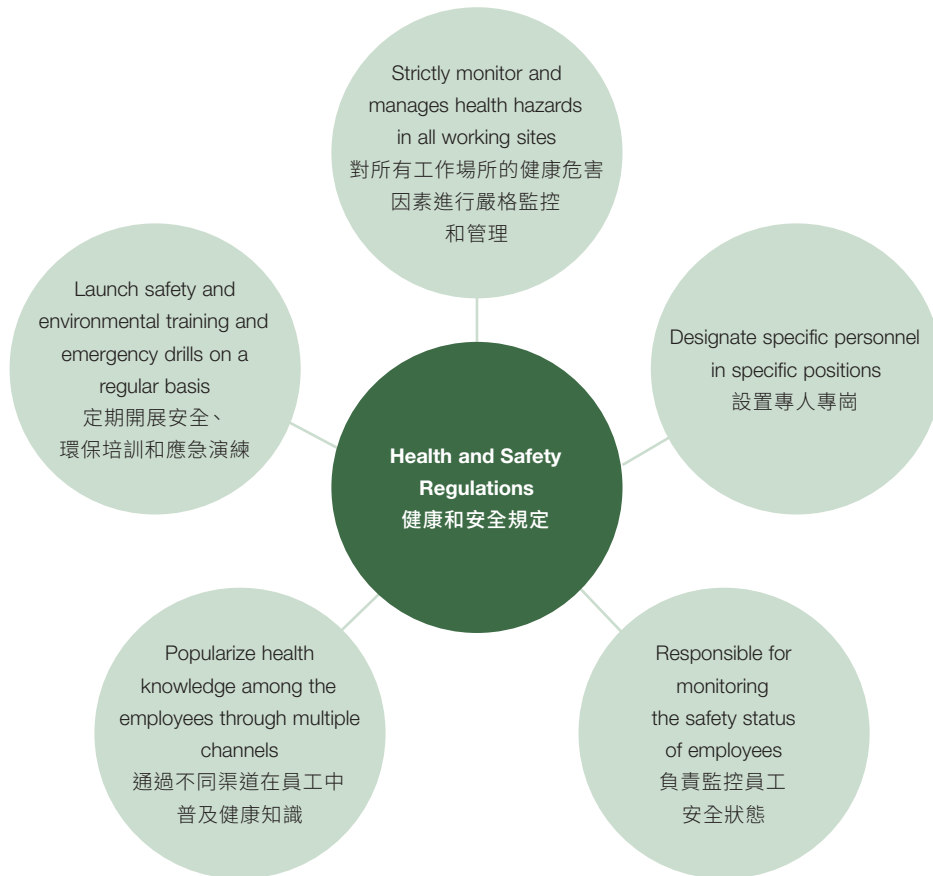 Strictly monitor and
manages health hazards
in all working sites
對所有工作場所的健康危害
因素進行嚴格監控
和管理
Launch safety and
environmental training and
emergency drills on a
regular basis
定期開展安全、
環保培訓和應急演練
Designate specific personnel
in specific positions
設置專人專崗
Health and Safety
Regulations
健康和安全規定
Popularize health
knowledge among the
employees through multiple
channels
通過不同渠道在員工中
普及健康知識
Responsible for
monitoring
the safety status
of employees
負責監控員工
安全狀態